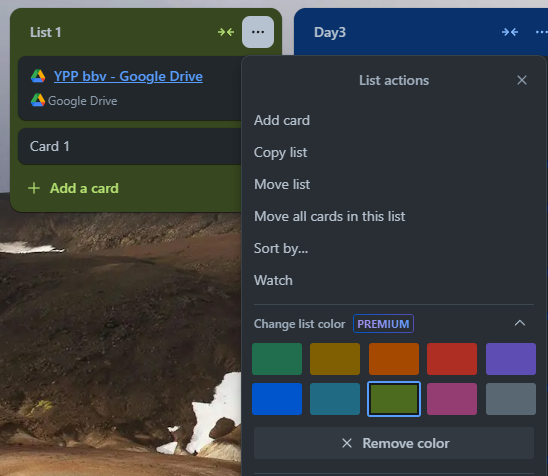 List 1
YPP bbv - Google Drive
Google Drive
Card 1
Add a card
Day3
List actions
Add card
Copy list
Move list
Move all cards in this list
Sort by...
Watch
Change list color PREMIUM
Remove color